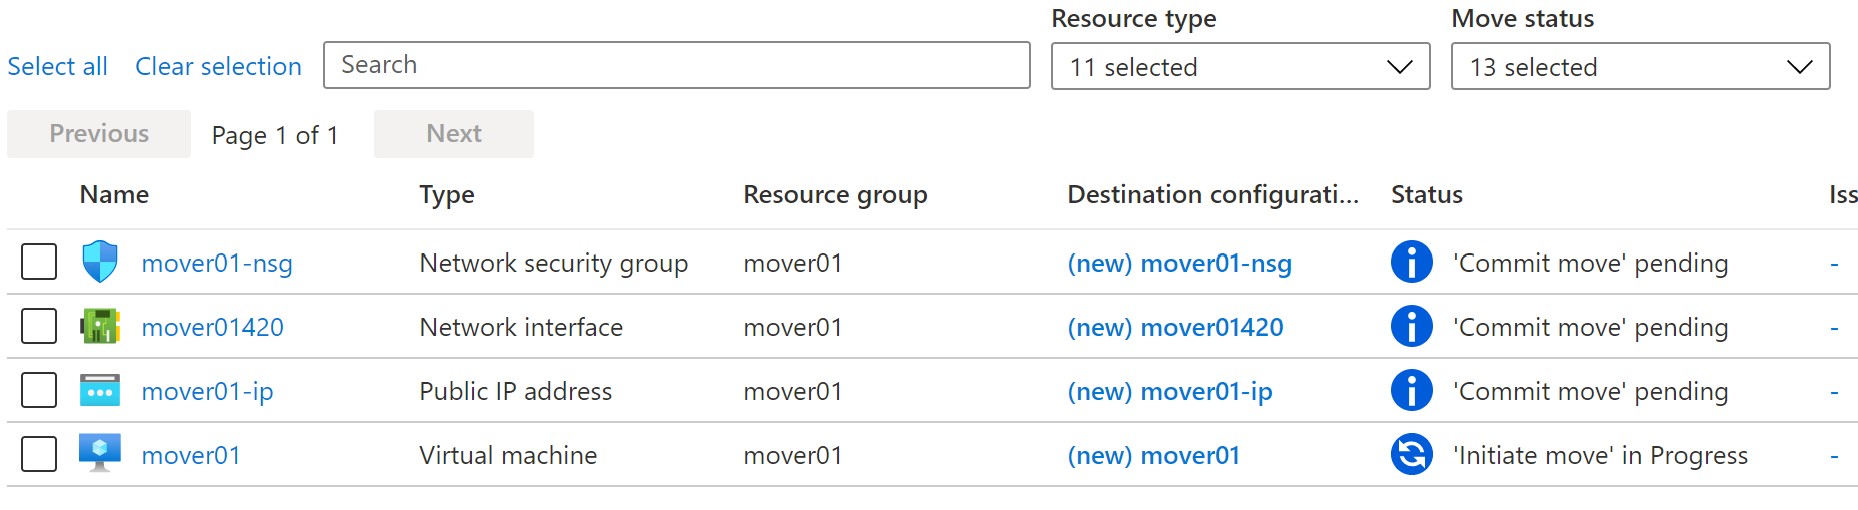 Resource type Move status
Select all Clear selection Search 11 selected 13 selected
Previous Page 1 of 1 Next
Name Type Resource group Destination configurati... Status Iss
mover01-nsg Network security group mover01 (new) mover01-nsg 'Commit move' pending -
mover01420 Network interface mover01 (new) mover01420 'Commit move' pending -
mover01-ip Public IP address mover01 (new) mover01-ip 'Commit move' pending -
mover01 Virtual machine mover01 (new) mover01 'Initiate move' in Progress -